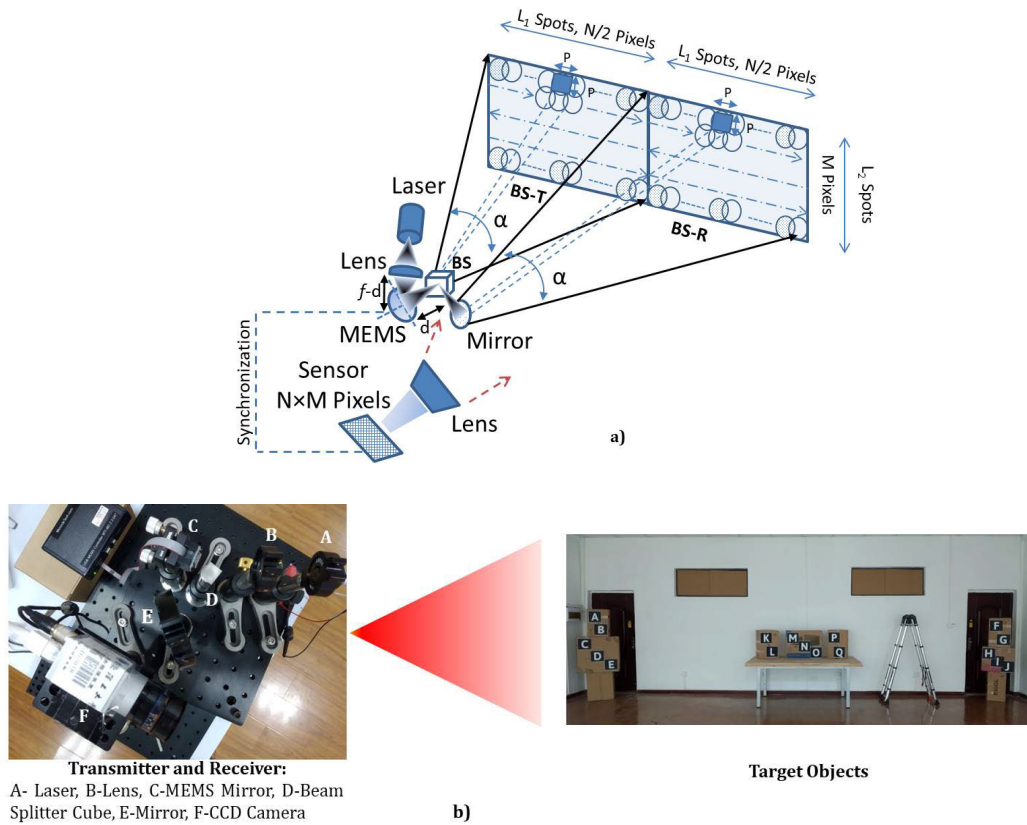 L₁ Spots, N/2 Pixels
L₁ Spots, N/2 Pixels
P
P
P
P
L₂ Spots
M Pixels
BS-T
BS-R
Laser
α
α
BS
Lens
f-d
MEMS
d
Mirror
Synchronization
Sensor
N×M Pixels
Lens
a)
A
B
C
D
E
F
A
B
C
D
E
K
L
M
N
O
P
Q
F
G
H
I
J
Transmitter and Receiver:
A- Laser, B-Lens, C-MEMS Mirror, D-Beam
Splitter Cube, E-Mirror, F-CCD Camera
Target Objects
b)